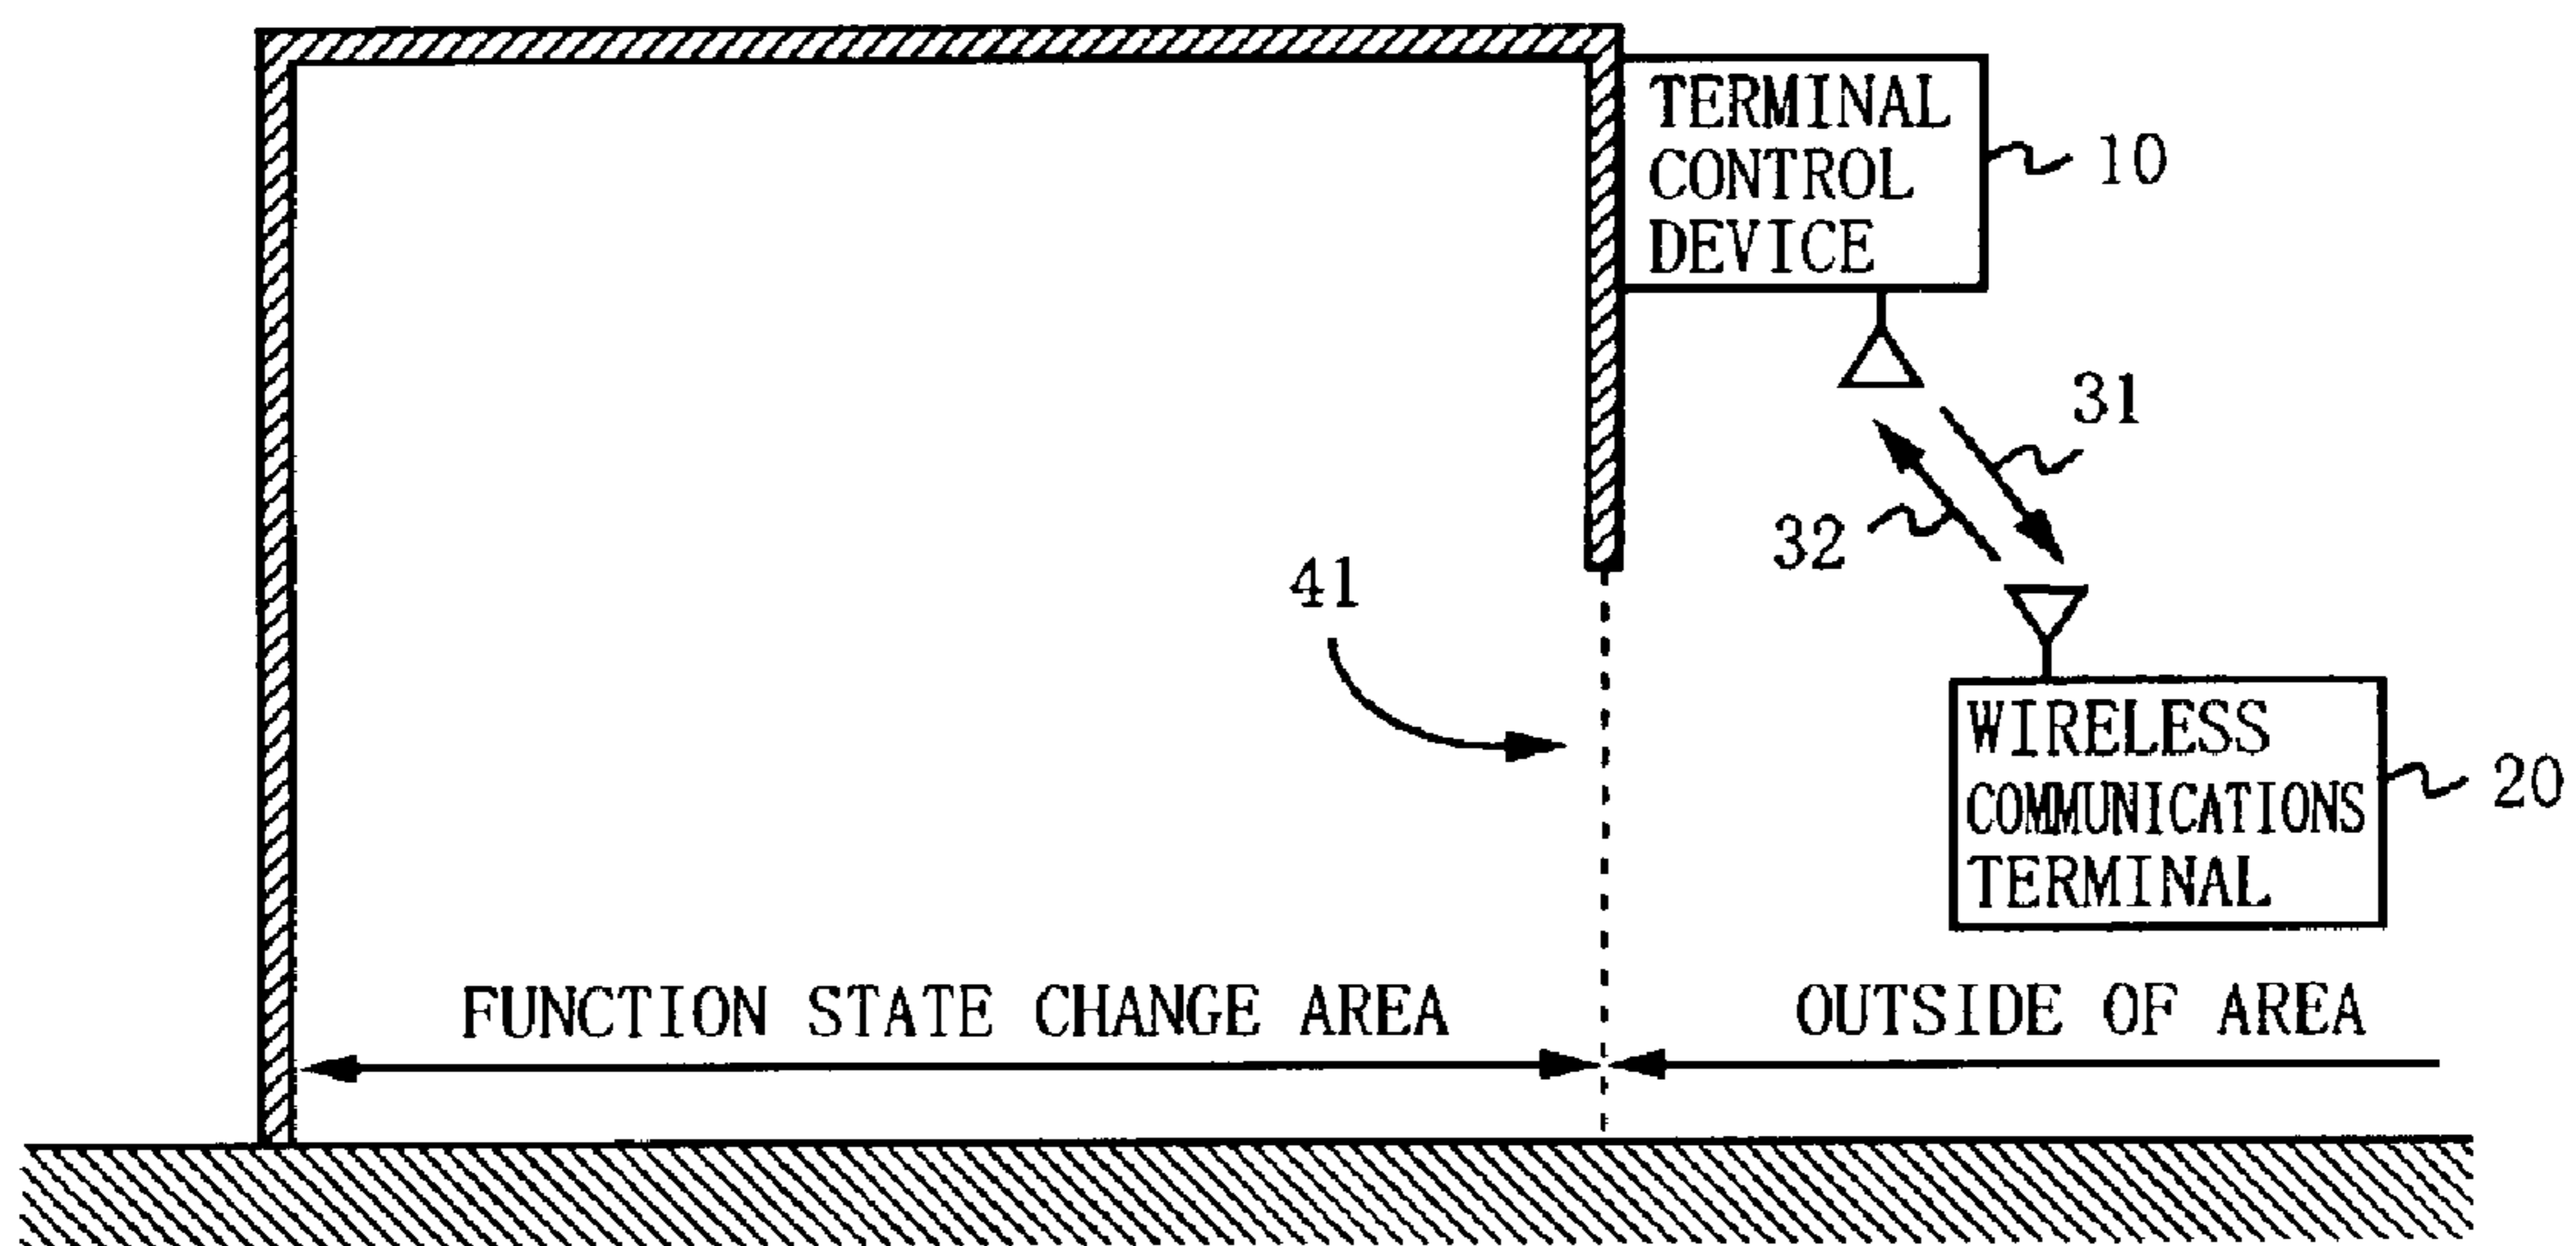 TERMINAL
CONTROL
DEVICE
10
31
32
41
WIRELESS
COMMUNICATIONS
TERMINAL
20
FUNCTION STATE CHANGE AREA
OUTSIDE OF AREA